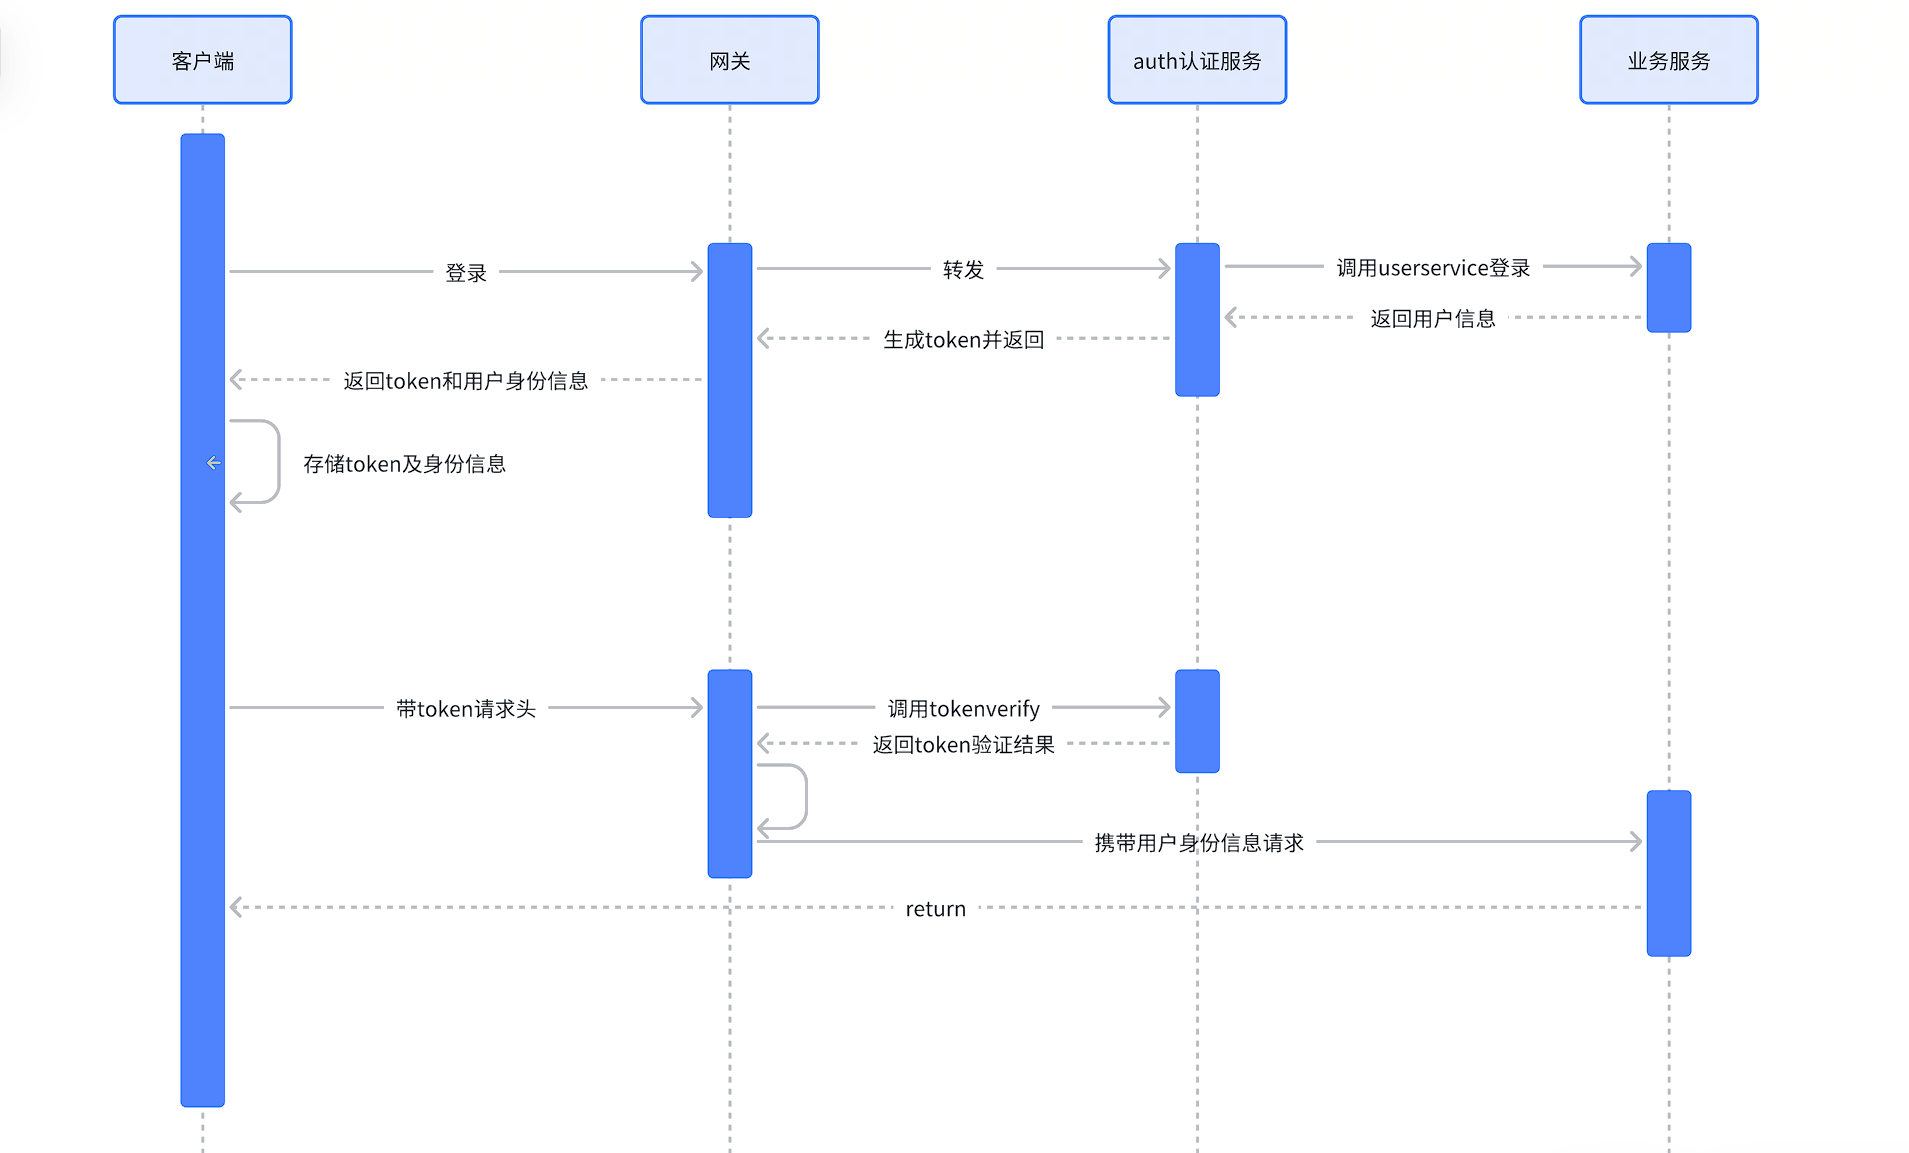 客户端
网关
auth认证服务
业务服务
登录
转发
调用userservice登录
返回用户信息
生成token并返回
返回token和用户身份信息
存储token及身份信息
带token请求头
调用tokenverify
返回token验证结果
携带用户身份信息请求
return